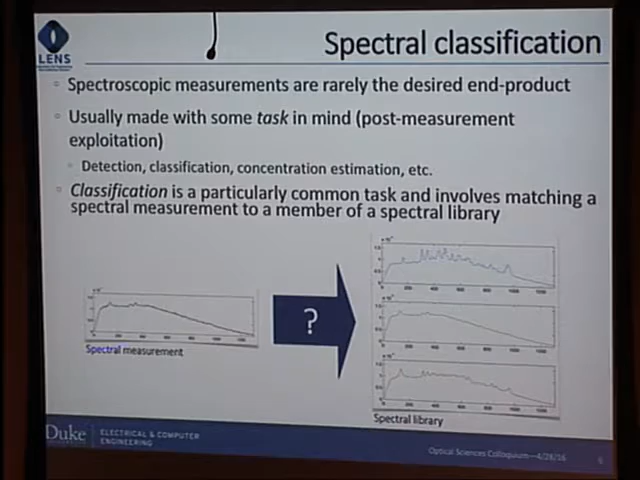 LENS
Spectral classification
Spectroscopic measurements are rarely the desired end-product
Usually made with some task in mind (post-measurement
exploitation)
Detection, classification, concentration estimation, etc.
Classification is a particularly common task and involves matching a
spectral measurement to a member of a spectral library
?
Spectral measurement
Spectral library
Duke
ELECTRICAL & COMPUTER
ENGINEERING
Optical Sciences Colloquium—4/28/16
6